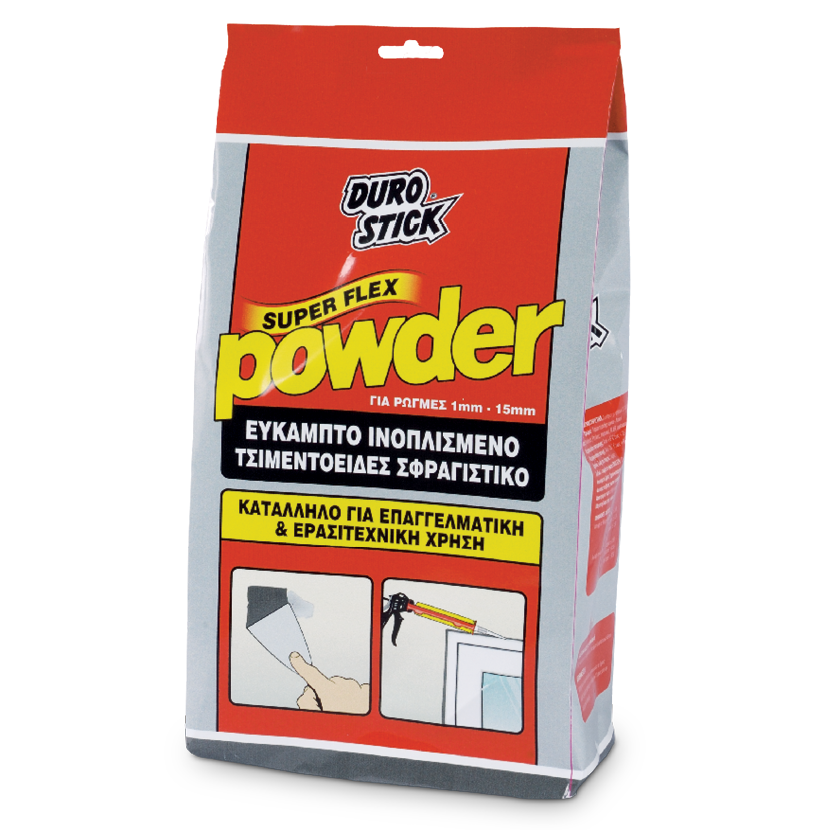 DURO
STICK
SUPER FLEX
powder
ΓΙΑ ΡΩΓΜΕΣ 1mm - 15mm
ΕΥΚΑΜΠΤΟ ΙΝΟΠΛΙΣΜΕΝΟ
ΤΣΙΜΕΝΤΟΕΙΔΕΣ ΣΦΡΑΓΙΣΤΙΚΟ
ΚΑΤΑΛΛΗΛΟ ΓΙΑ ΕΠΑΓΓΕΛΜΑΤΙΚΗ
& ΕΡΑΣΙΤΕΧΝΙΚΗ ΧΡΗΣΗ